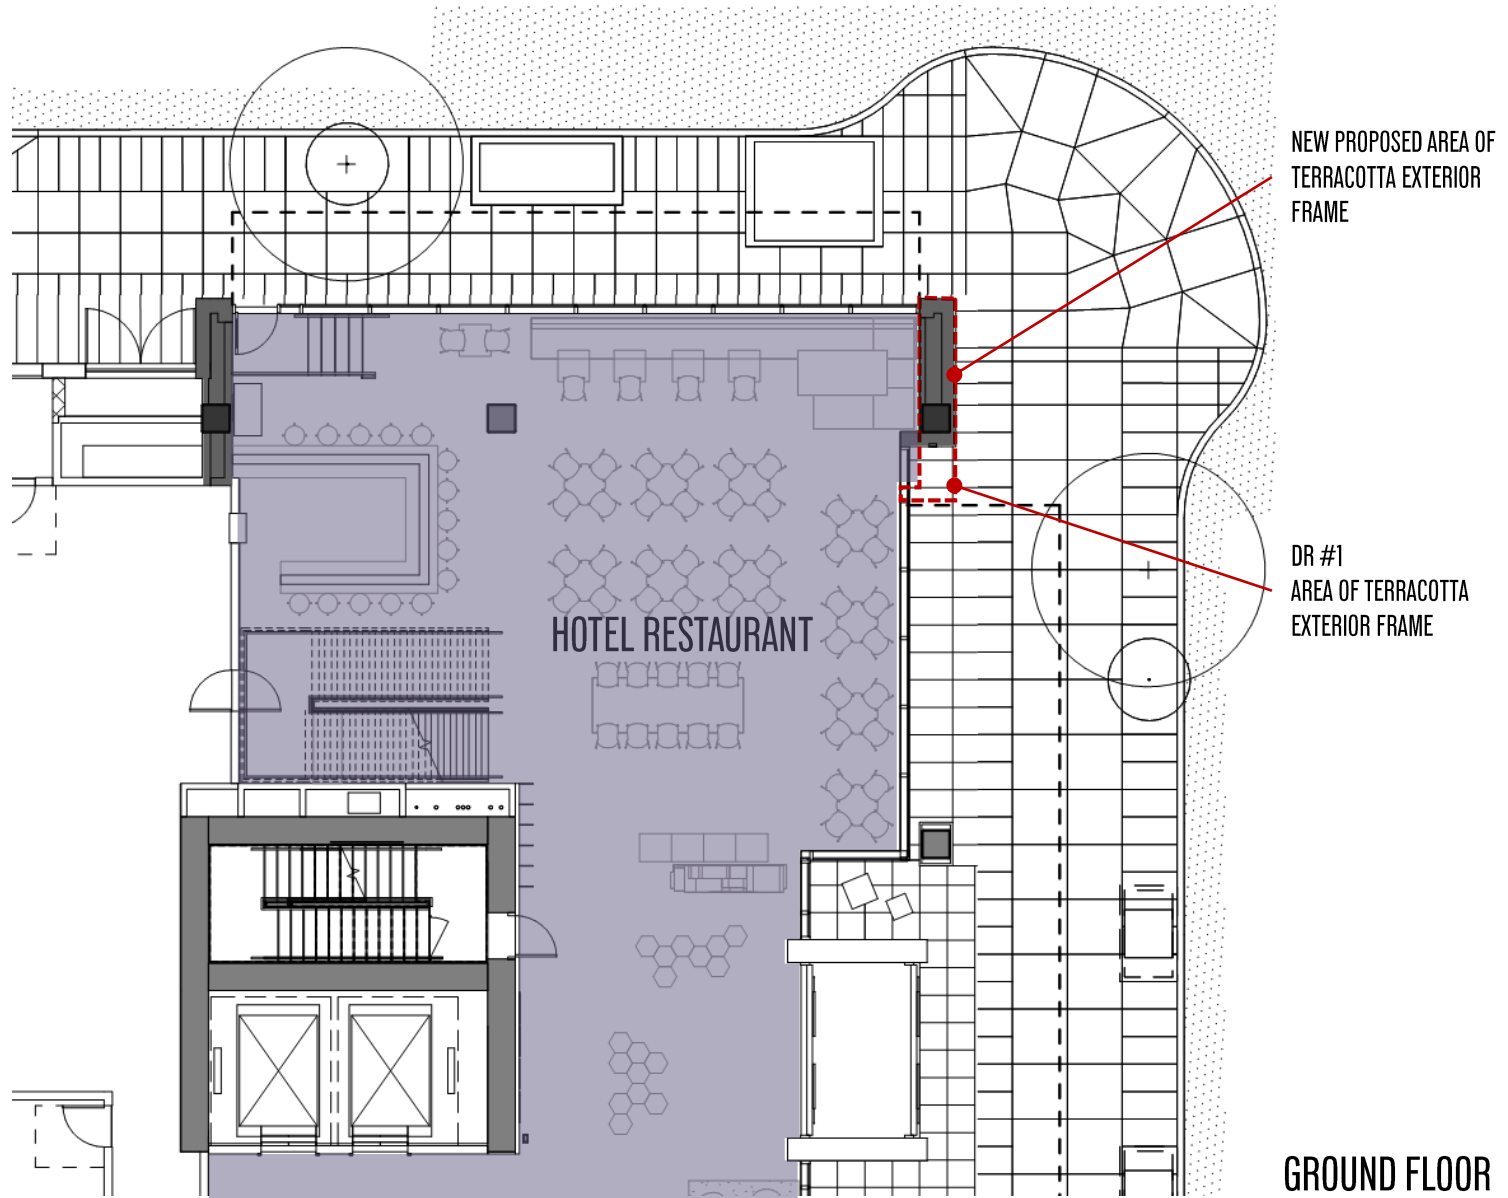 NEW PROPOSED AREA OF
TERRACOTTA EXTERIOR
FRAME
DR #1
AREA OF TERRACOTTA
EXTERIOR FRAME
HOTEL RESTAURANT
GROUND FLOOR